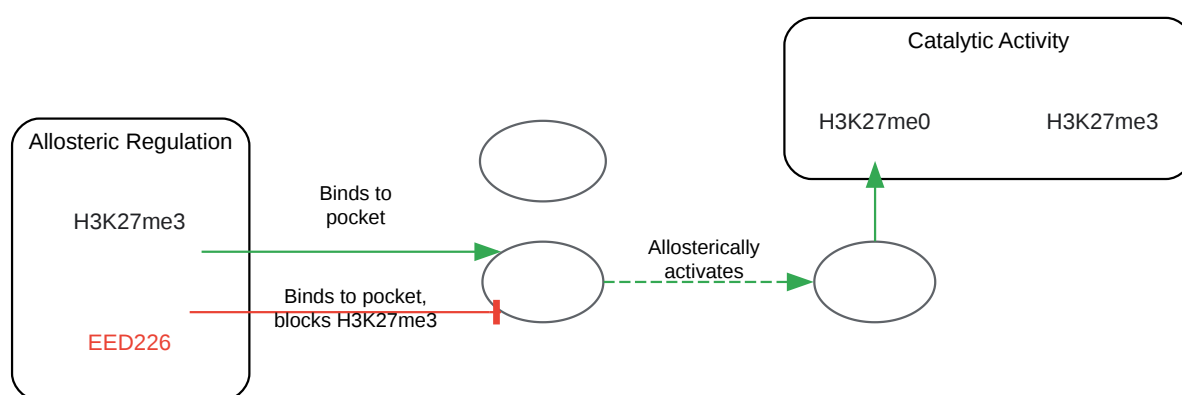 Catalytic Activity
H3K27me0
H3K27me3
Allosteric Regulation
H3K27me3
Binds to
pocket
Allosterically
activates
Binds to pocket,
blocks H3K27me3
EED226